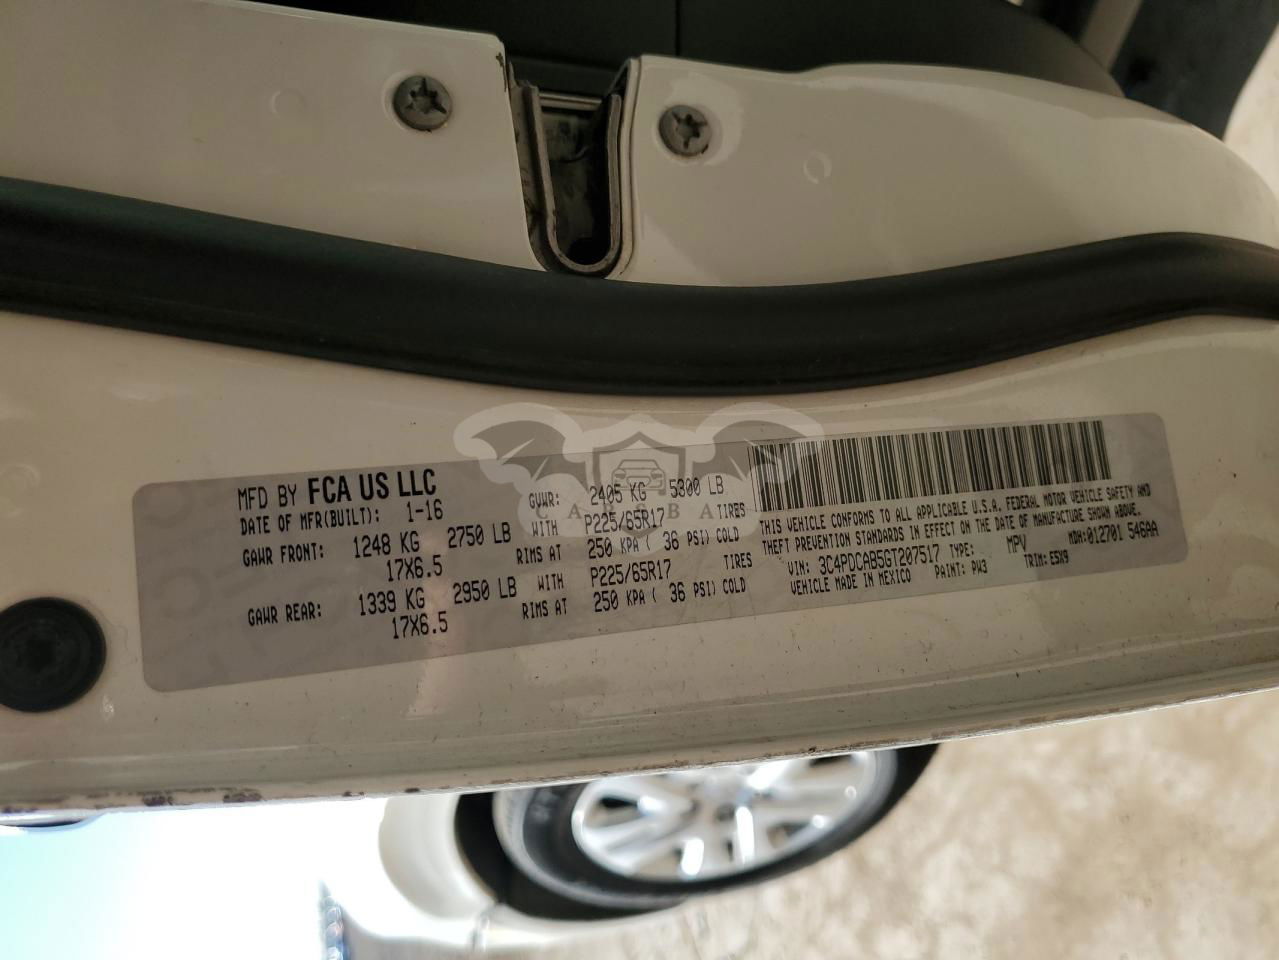 MFD BY FCA US LLC
DATE OF MFR(BUILT): 1-16
GVWR: 2405 KG 5300 LB
GAWR FRONT: 1248 KG 2750 LB WITH P225/65R17 TIRES
17X6.5 RIMS AT 250 KPA ( 36 PSI) COLD
GAWR REAR: 1339 KG 2950 LB WITH P225/65R17 TIRES
17X6.5 RIMS AT 250 KPA ( 36 PSI) COLD
THIS VEHICLE CONFORMS TO ALL APPLICABLE U.S.A. FEDERAL MOTOR VEHICLE SAFETY AND
THEFT PREVENTION STANDARDS IN EFFECT ON THE DATE OF MANUFACTURE SHOWN ABOVE.
VIN: 3C4PDCAB5GT207517 TYPE: MPV MDH:012701 546AA
VEHICLE MADE IN MEXICO PAINT: PW3 TRIM: E5X9